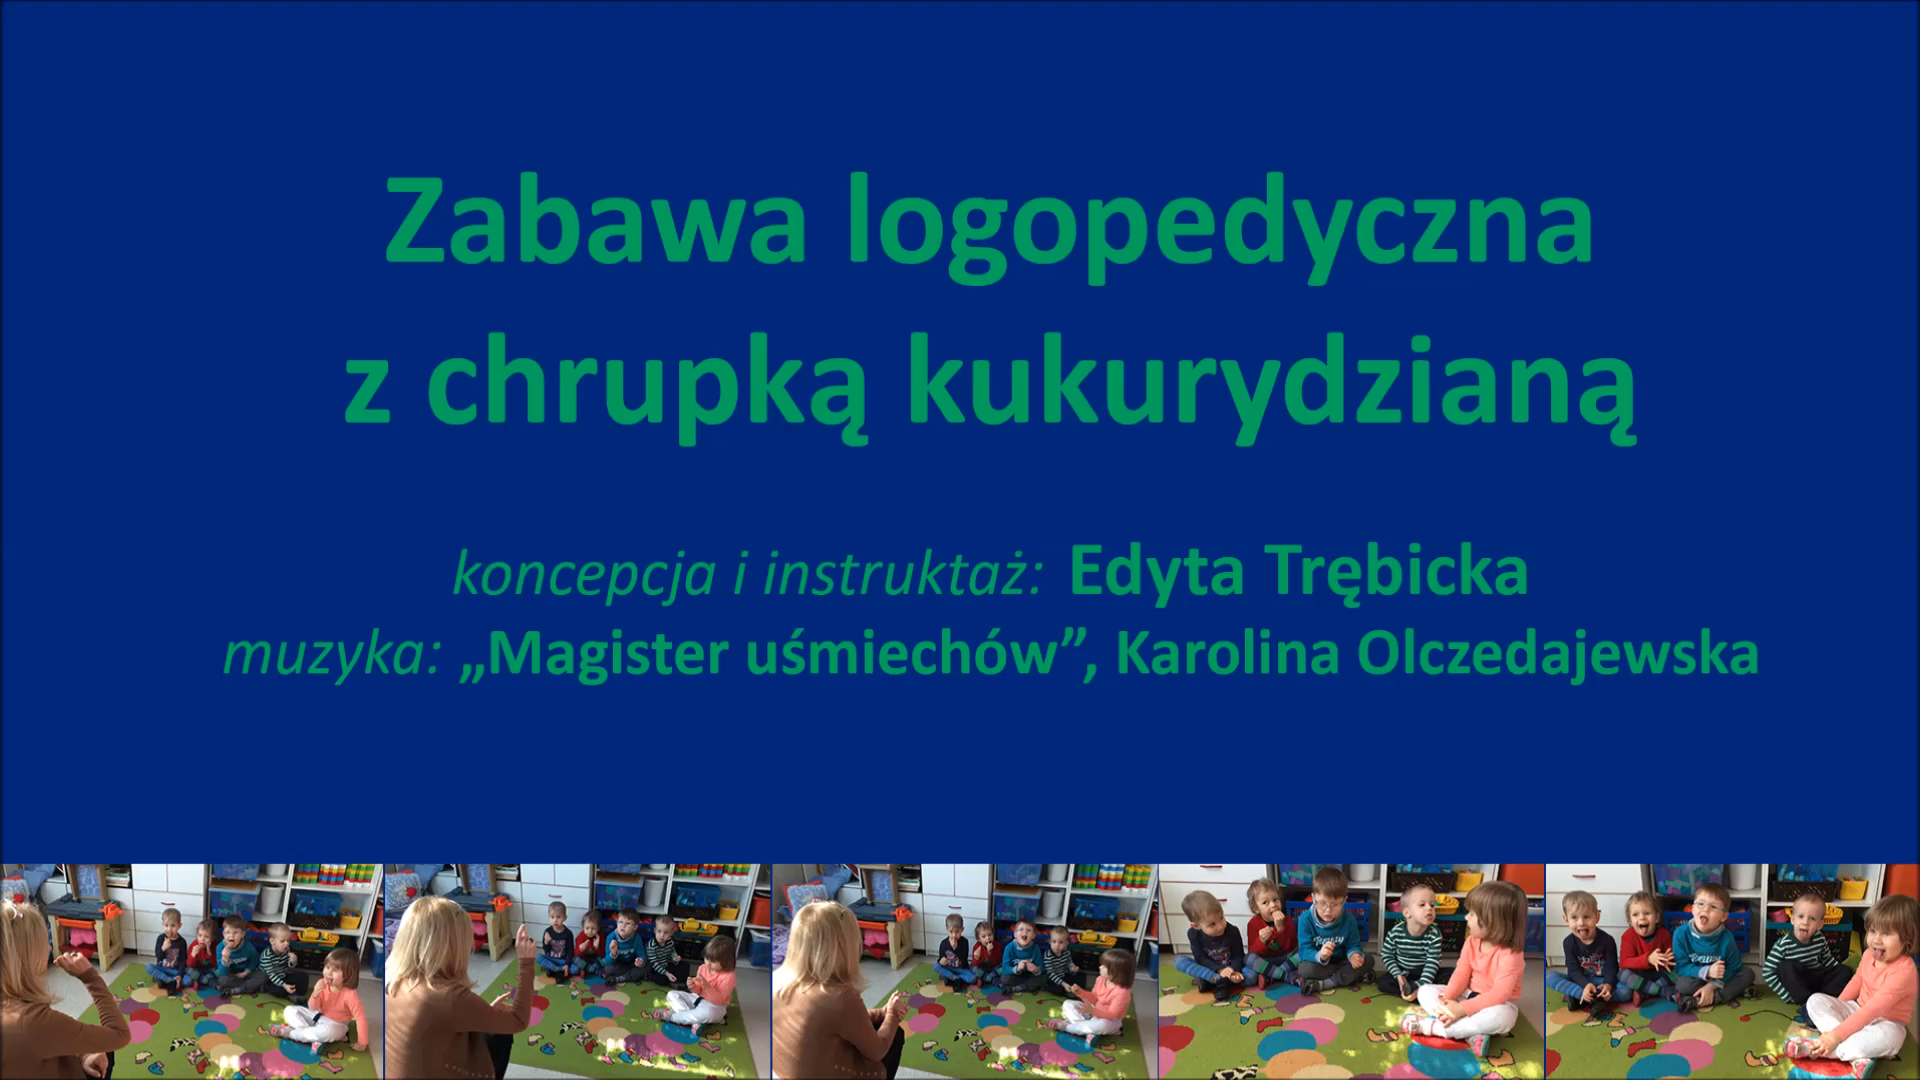 Zabawa logopedyczna
z chrupką kukurydzianą
koncepcja i instruktaż: Edyta Trębicka
muzyka: „Magister uśmiechów”, Karolina Olczedajewska